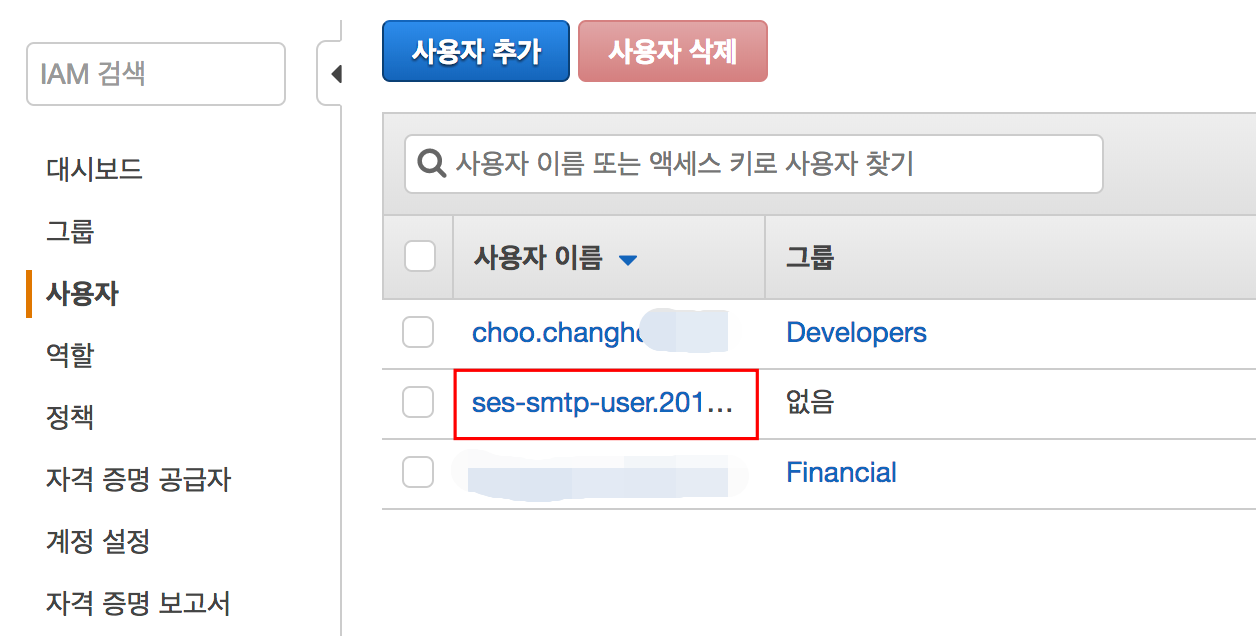 IAM 검색
대시보드
그룹
사용자
역할
정책
자격 증명 공급자
계정 설정
자격 증명 보고서
사용자 추가
사용자 삭제
사용자 이름 또는 액세스 키로 사용자 찾기
사용자 이름 그룹
Developers
ses-smtp-user.201... 없음
Financial